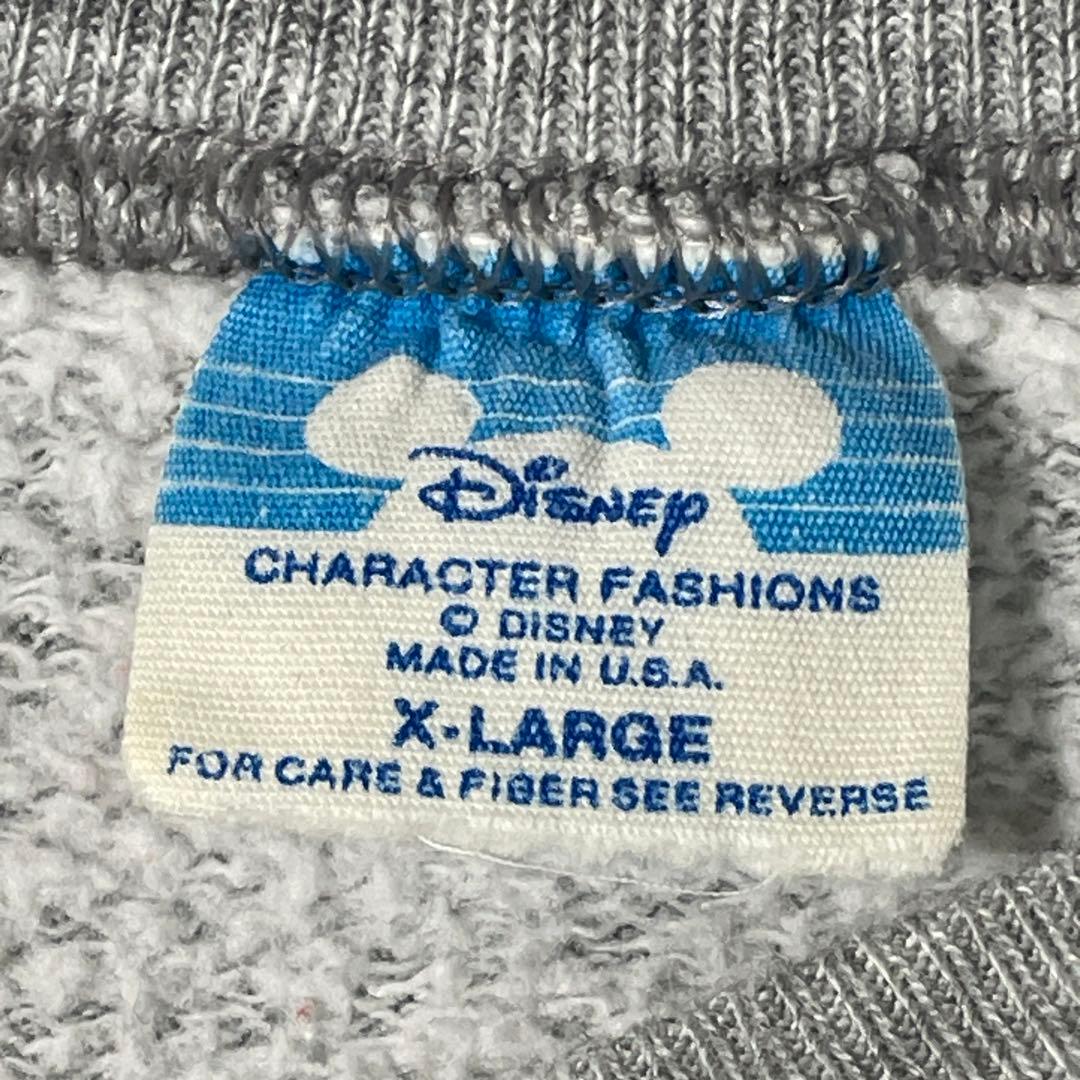 Disney
CHARACTER FASHIONS
© DISNEY
MADE IN U.S.A.
X-LARGE
FOR CARE & FIBER SEE REVERSE